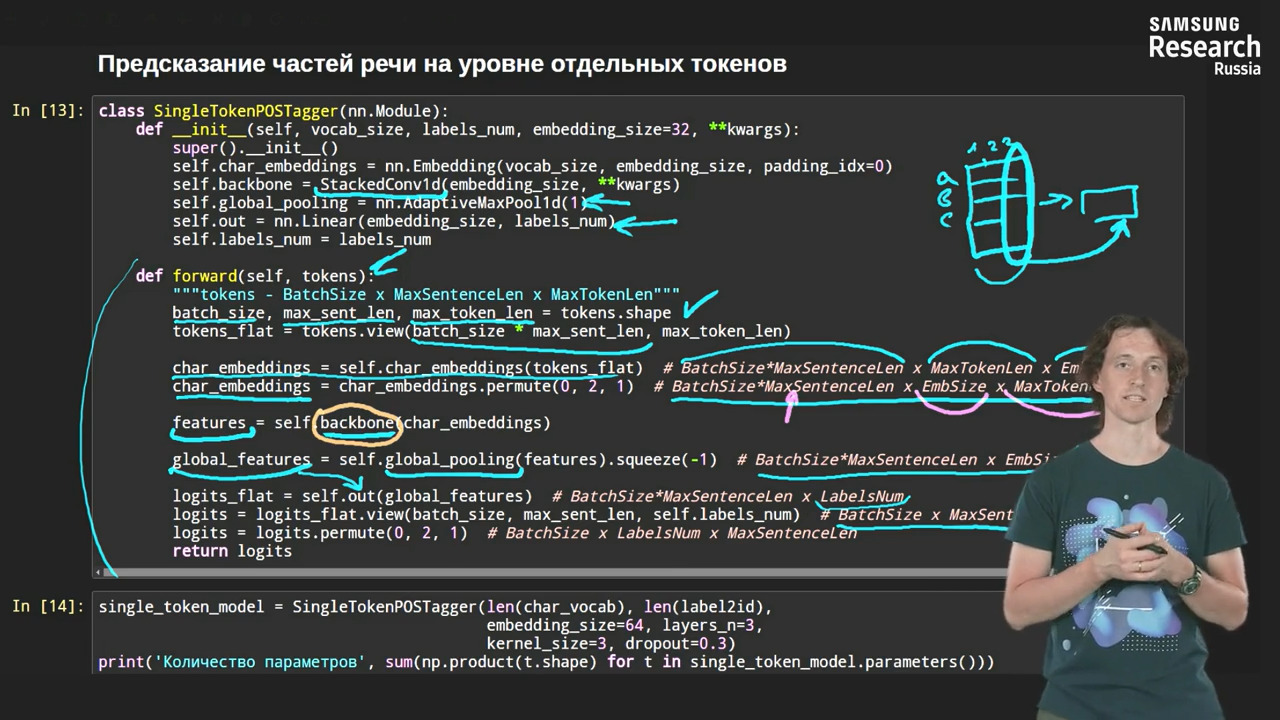 SAMSUNG
Research
Russia
Предсказание частей речи на уровне отдельных токенов
In [13]:
class SingleTokenPOSTagger(nn.Module):
def __init__(self, vocab_size, labels_num, embedding_size=32, **kwargs):
super().__init__()
self.char_embeddings = nn.Embedding(vocab_size, embedding_size, padding_idx=0)
self.backbone = StackedConv1d(embedding_size, **kwargs)
self.global_pooling = nn.AdaptiveMaxPool1d(1)
self.out = nn.Linear(embedding_size, labels_num)
self.labels_num = labels_num
def forward(self, tokens):
"""tokens - BatchSize x MaxSentenceLen x MaxTokenLen"""
batch_size, max_sent_len, max_token_len = tokens.shape
tokens_flat = tokens.view(batch_size * max_sent_len, max_token_len)
char_embeddings = self.char_embeddings(tokens_flat) # BatchSize*MaxSentenceLen x MaxTokenLen x Em
char_embeddings = char_embeddings.permute(0, 2, 1) # BatchSize*MaxSentenceLen x EmbSize x MaxToken
features = self.backbone(char_embeddings)
global_features = self.global_pooling(features).squeeze(-1) # BatchSize*MaxSentenceLen x EmbSi
logits_flat = self.out(global_features) # BatchSize*MaxSentenceLen x LabelsNum
logits = logits_flat.view(batch_size, max_sent_len, self.labels_num) # BatchSize x MaxSent
logits = logits.permute(0, 2, 1) # BatchSize x LabelsNum x MaxSentenceLen
return logits
1 2 3
a
B
C
In [14]:
single_token_model = SingleTokenPOSTagger(len(char_vocab), len(label2id),
embedding_size=64, layers_n=3,
kernel_size=3, dropout=0.3)
print('Количество параметров', sum(np.product(t.shape) for t in single_token_model.parameters()))